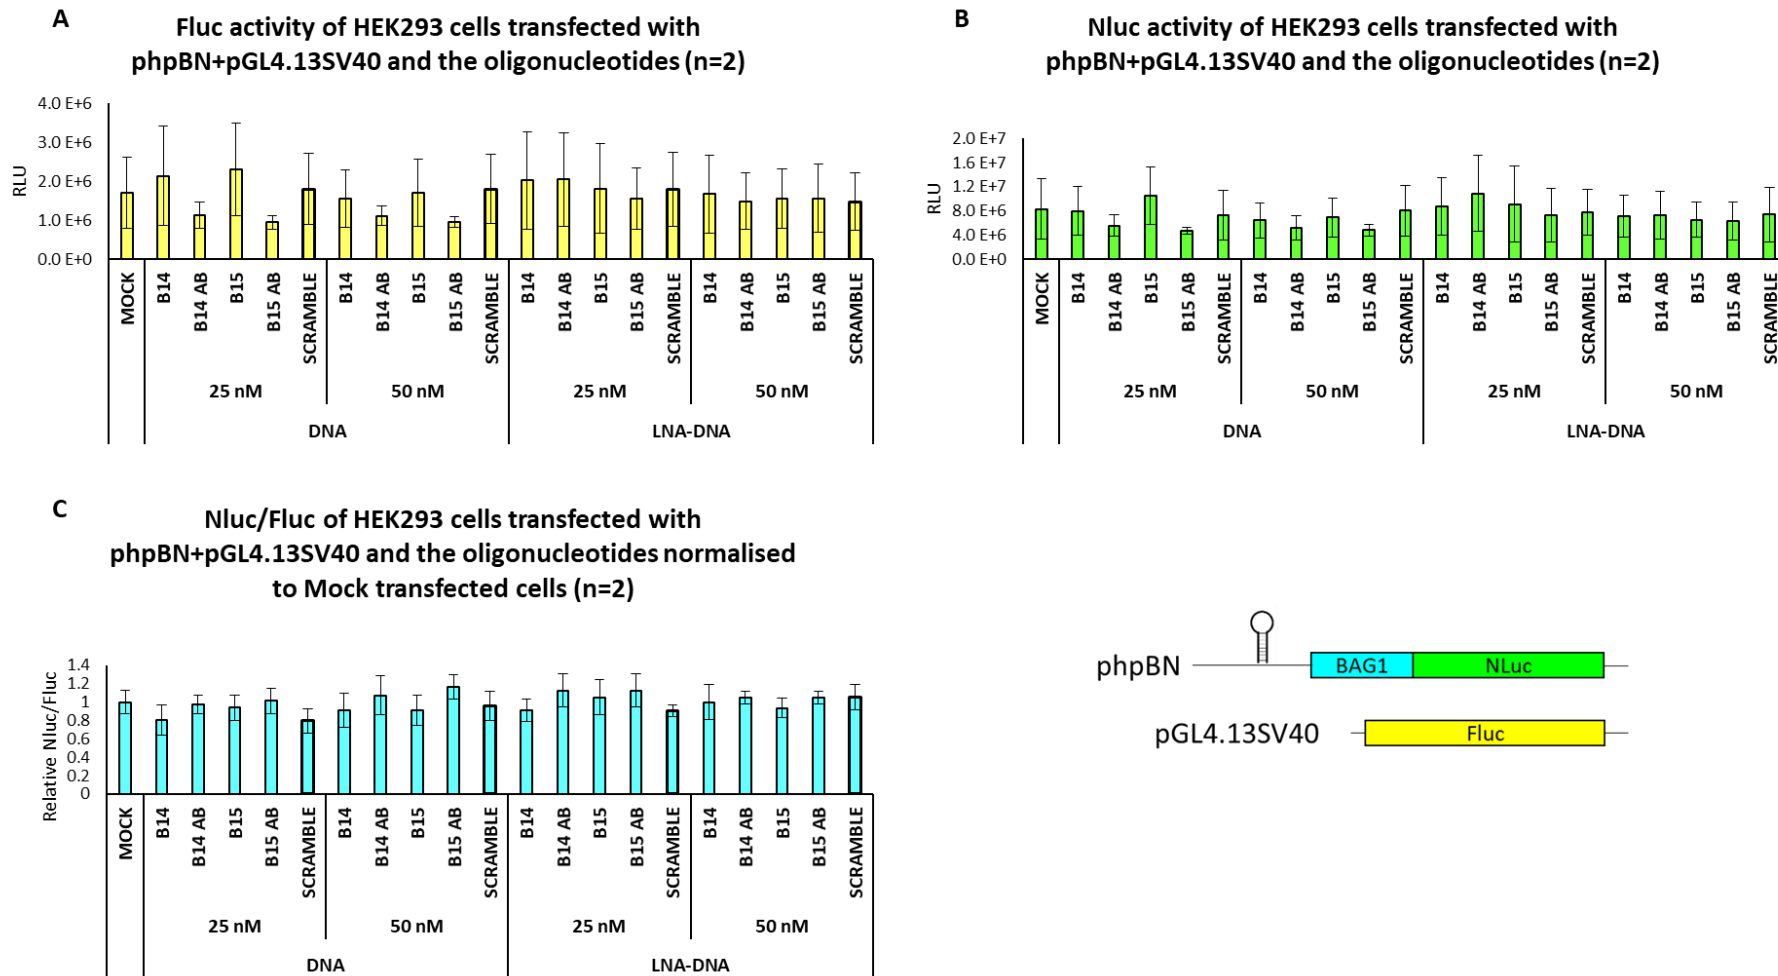 A
Fluc activity of HEK293 cells transfected with
phpBN+pGL4.13SV40 and the oligonucleotides (n=2)
4.0 E+6
3.0 E+6
2.0 E+6
1.0 E+6
0.0 E+0
RLU
MOCK
B14
B14 AB
B15
B15 AB
SCRAMBLE
B14
B14 AB
B15
B15 AB
SCRAMBLE
B14
B14 AB
B15
B15 AB
SCRAMBLE
B14
B14 AB
B15
B15 AB
SCRAMBLE
25 nM
50 nM
25 nM
50 nM
DNA
LNA-DNA
B
Nluc activity of HEK293 cells transfected with
phpBN+pGL4.13SV40 and the oligonucleotides (n=2)
2.0 E+7
1.6 E+7
1.2 E+7
8.0 E+6
4.0 E+6
0.0 E+0
RLU
MOCK
B14
B14 AB
B15
B15 AB
SCRAMBLE
B14
B14 AB
B15
B15 AB
SCRAMBLE
B14
B14 AB
B15
B15 AB
SCRAMBLE
B14
B14 AB
B15
B15 AB
SCRAMBLE
25 nM
50 nM
25 nM
50 nM
DNA
LNA-DNA
C
Nluc/Fluc of HEK293 cells transfected with
phpBN+pGL4.13SV40 and the oligonucleotides normalised
to Mock transfected cells (n=2)
1.4
1.2
1
0.8
0.6
0.4
0.2
0
Relative Nluc/Fluc
MOCK
B14
B14 AB
B15
B15 AB
SCRAMBLE
B14
B14 AB
B15
B15 AB
SCRAMBLE
B14
B14 AB
B15
B15 AB
SCRAMBLE
B14
B14 AB
B15
B15 AB
SCRAMBLE
25 nM
50 nM
25 nM
50 nM
DNA
LNA-DNA
phpBN
BAG1
NLuc
pGL4.13SV40
Fluc